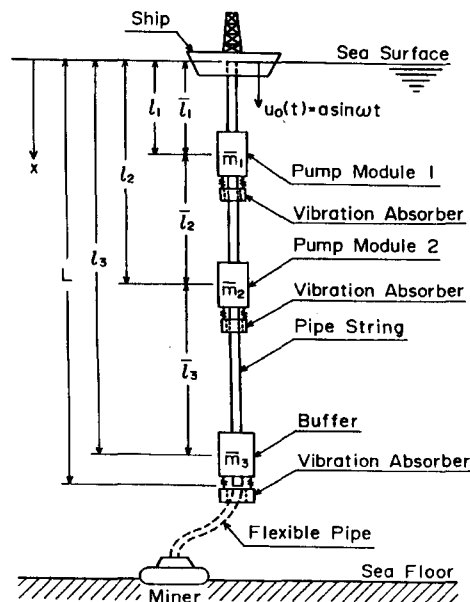 Ship
Sea Surface
u₀(t)=asinωt
l₁
l̄₁
x
m̄₁
Pump Module 1
l₂
Vibration Absorber
l̄₂
Pump Module 2
l₃
L
m̄₂
Vibration Absorber
Pipe String
l̄₃
Buffer
m̄₃
Vibration Absorber
Flexible Pipe
Sea Floor
Miner